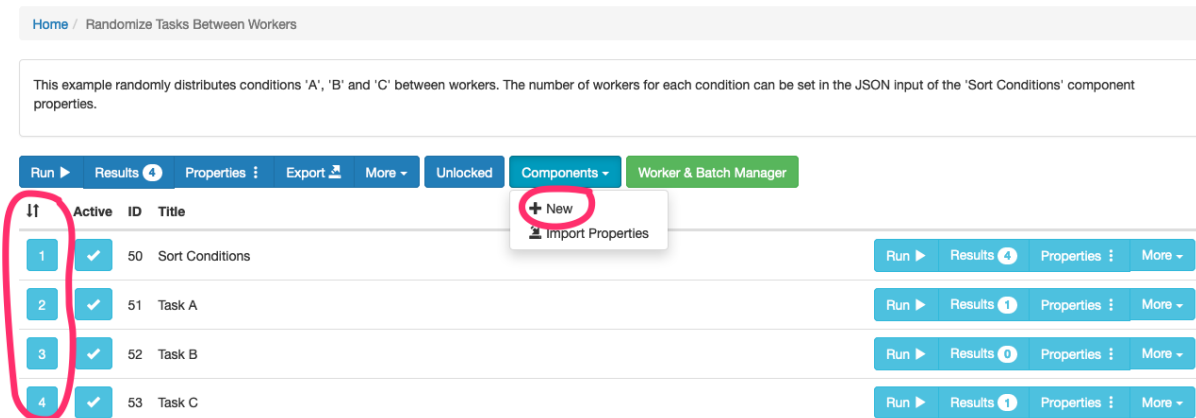 Home / Randomize Tasks Between Workers
This example randomly distributes conditions 'A', 'B' and 'C' between workers. The number of workers for each condition can be set in the JSON input of the 'Sort Conditions' component
properties.
Run Results 4 Properties Export More Unlocked Components Worker & Batch Manager
New
Import Properties
Active ID Title
1 50 Sort Conditions Run Results 4 Properties More
2 51 Task A Run Results 1 Properties More
3 52 Task B Run Results 0 Properties More
4 53 Task C Run Results 1 Properties More